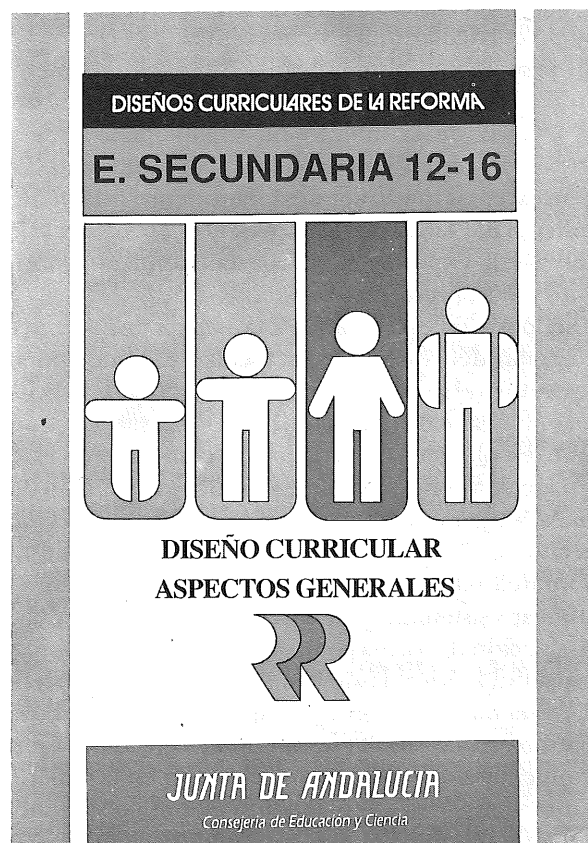 DISEÑOS CURRICULARES DE LA REFORMA
E. SECUNDARIA 12-16
DISEÑO CURRICULAR
ASPECTOS GENERALES
JUNTA DE ANDALUCIA
Consejería de Educación y Ciencia